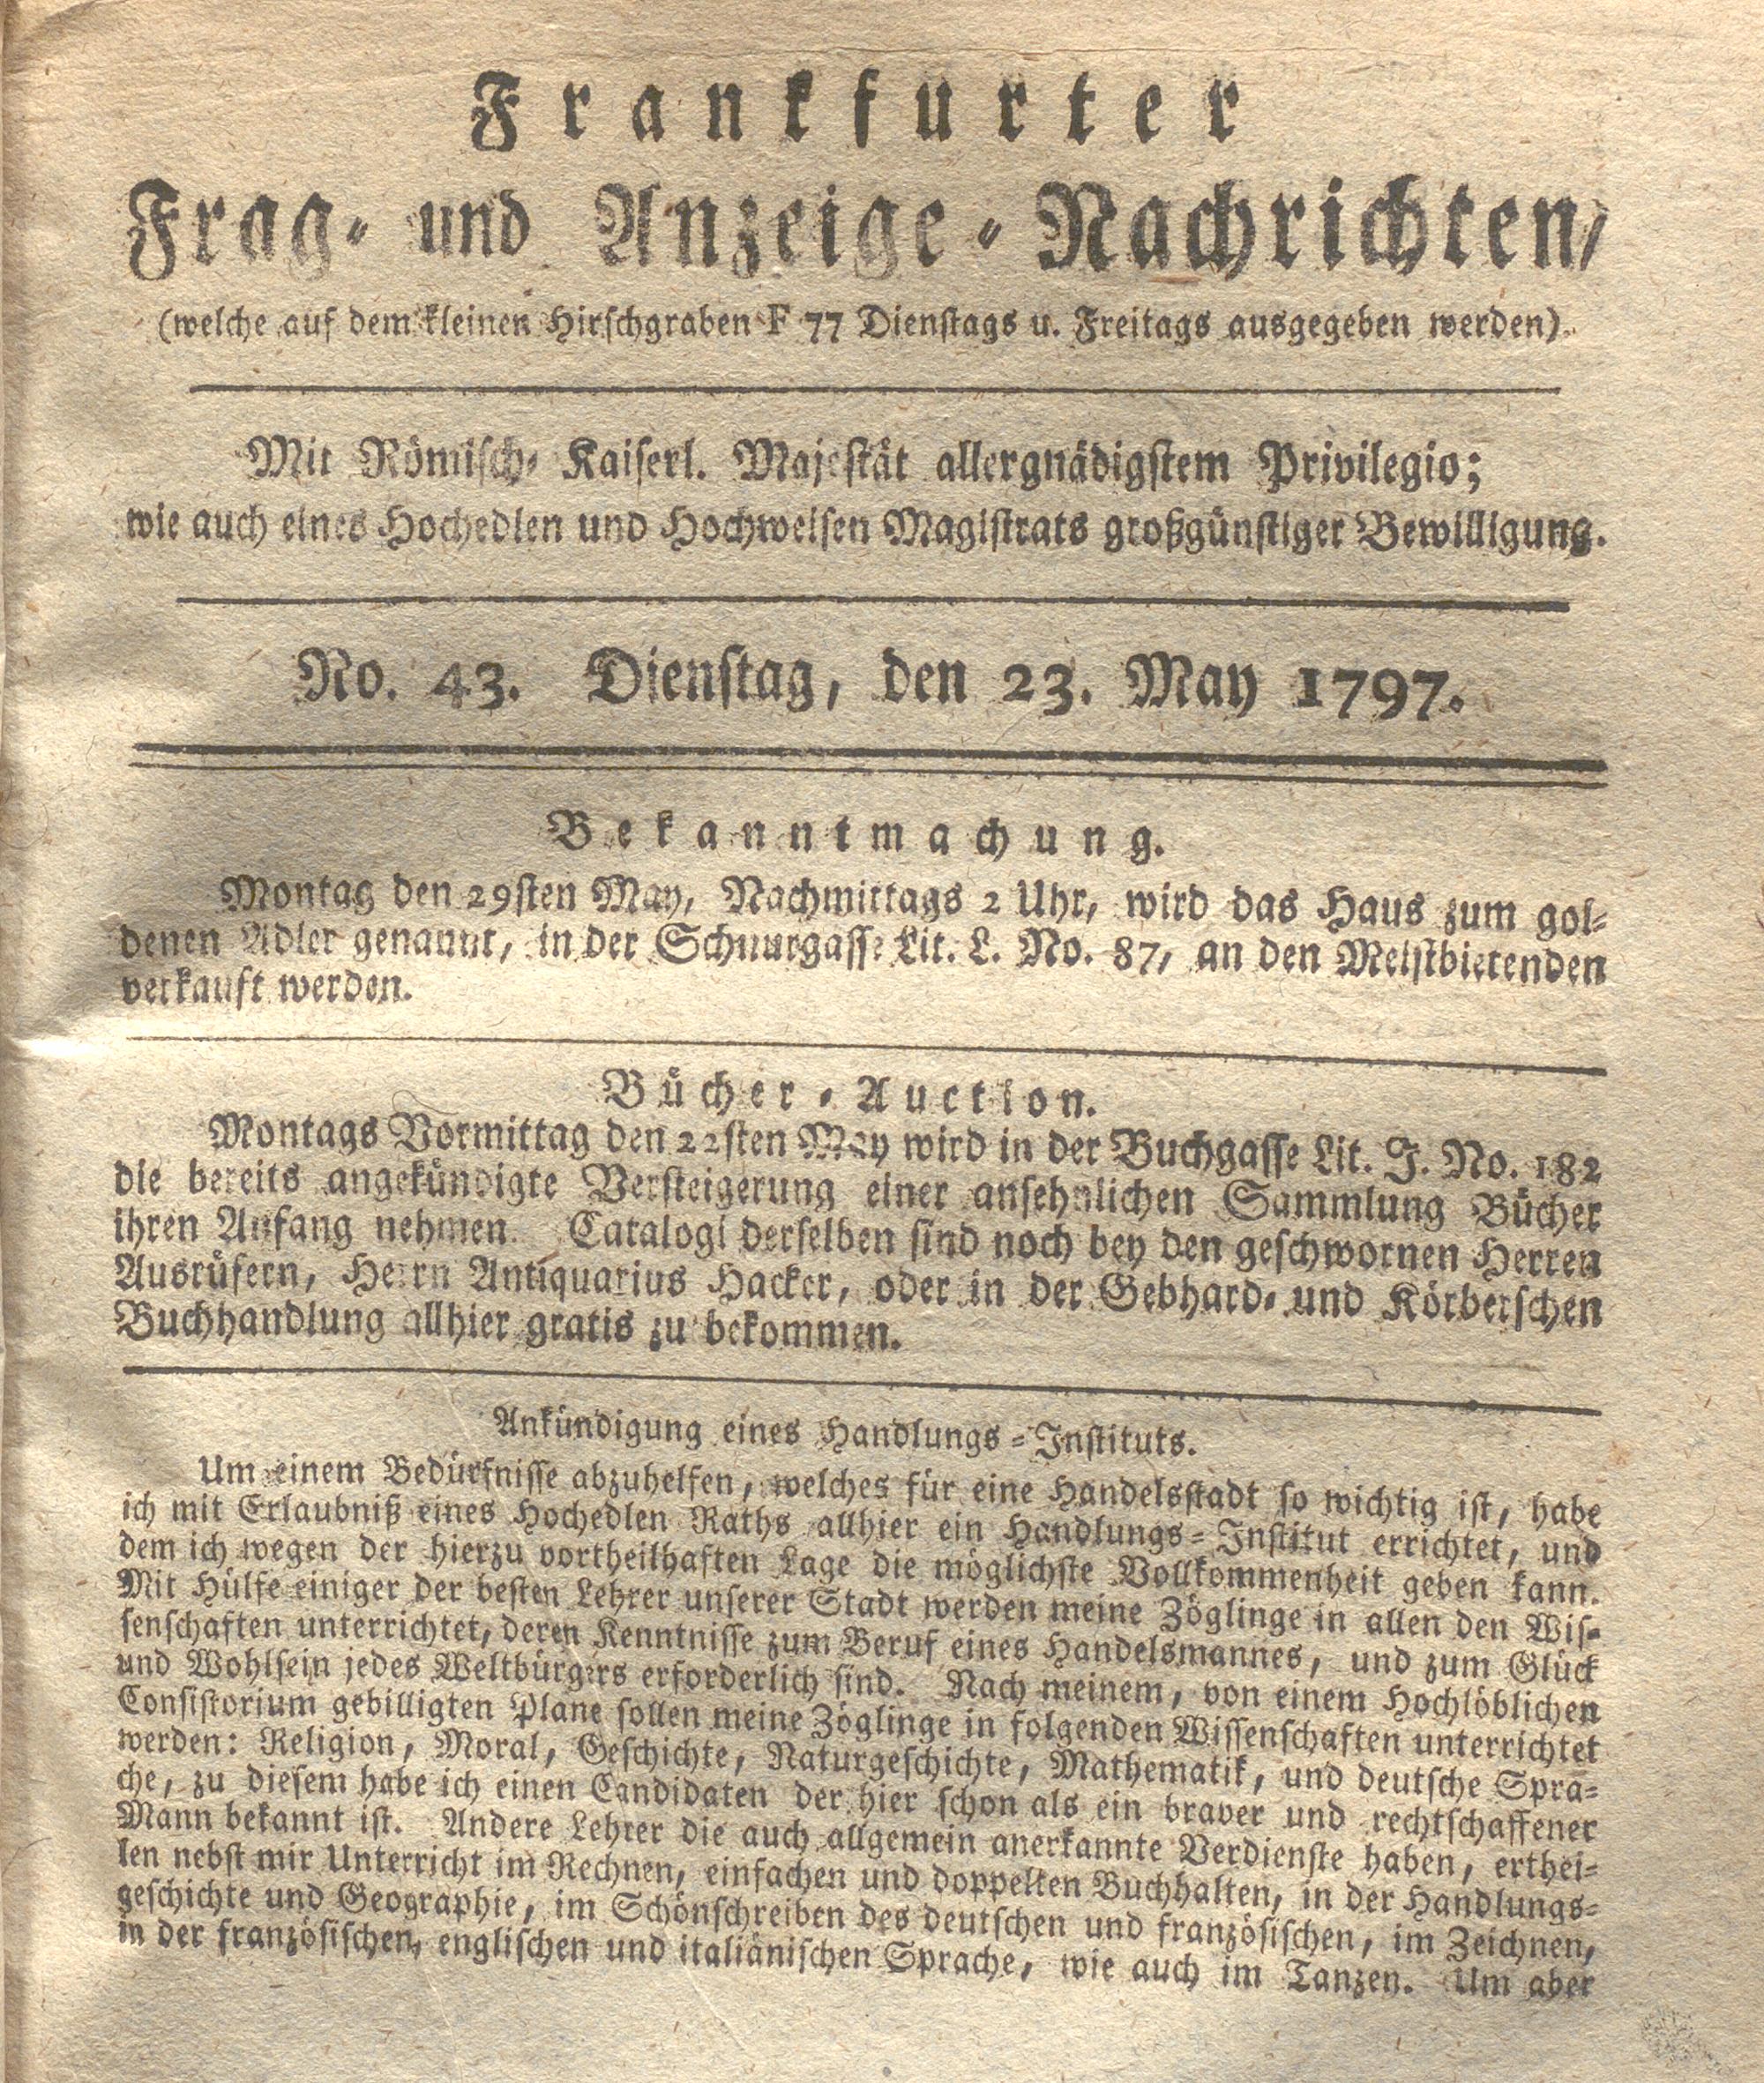 Frankfurter
Frag- und Anzeige-Nachrichten,
(welche auf dem kleinen Hirschgraben F 77 Dienstags u. Freitags ausgegeben werden).
Mit Römisch- Kaiserl. Majestät allergnädigstem Privilegio;
wie auch eines Hochedlen und Hochweisen Magistrats großgünstiger Bewilligung.
No. 43. Dienstag, den 23. May 1797.
Bekanntmachung.
Montag den 29sten May, Nachmittags 2 Uhr, wird das Haus zum gol-
denen Adler genannt, in der Schnurgasse Lit. L. No. 87, an den Meistbietenden
verkauft werden.
Bücher-Auction.
Montags Vormittag den 22sten May wird in der Buchgasse Lit. J. No. 182
die bereits angekündigte Versteigerung einer ansehnlichen Sammlung Bücher
ihren Anfang nehmen. Catalogi derselben sind noch bey den geschwornen Herren
Ausrüfern, Herrn Antiquarius Hacker, oder in der Gebhard- und Körberschen
Buchhandlung allhier gratis zu bekommen.
Ankündigung eines Handlungs-Instituts.
Um einem Bedürfnisse abzuhelfen, welches für eine Handelsstadt so wichtig ist, habe
ich mit Erlaubniß eines Hochedlen Raths allhier ein Handlungs-Institut errichtet, und
dem ich wegen der hierzu vortheilhaften Lage die möglichste Vollkommenheit geben kann.
Mit Hülfe einiger der besten Lehrer unserer Stadt werden meine Zöglinge in allen den Wis-
senschaften unterrichtet, deren Kenntnisse zum Beruf eines Handelsmannes, und zum Glück
und Wohlsein jedes Weltbürgers erforderlich sind. Nach meinem, von einem Hochlöblichen
Consistorium gebilligten Plane sollen meine Zöglinge in folgenden Wissenschaften unterrichtet
werden: Religion, Moral, Geschichte, Naturgeschichte, Mathematik, und deutsche Spra-
che, zu diesem habe ich einen Candidaten der hier schon als ein braver und rechtschaffener
Mann bekannt ist. Andere Lehrer die auch allgemein anerkannte Verdienste haben, erthei-
len nebst mir Unterricht im Rechnen, einfachen und doppelten Buchhalten, in der Handlungs-
geschichte und Geographie, im Schönschreiben des deutschen und französischen, im Zeichnen,
in der französischen, englischen und italiänischen Sprache, wie auch im Tanzen. Um aber